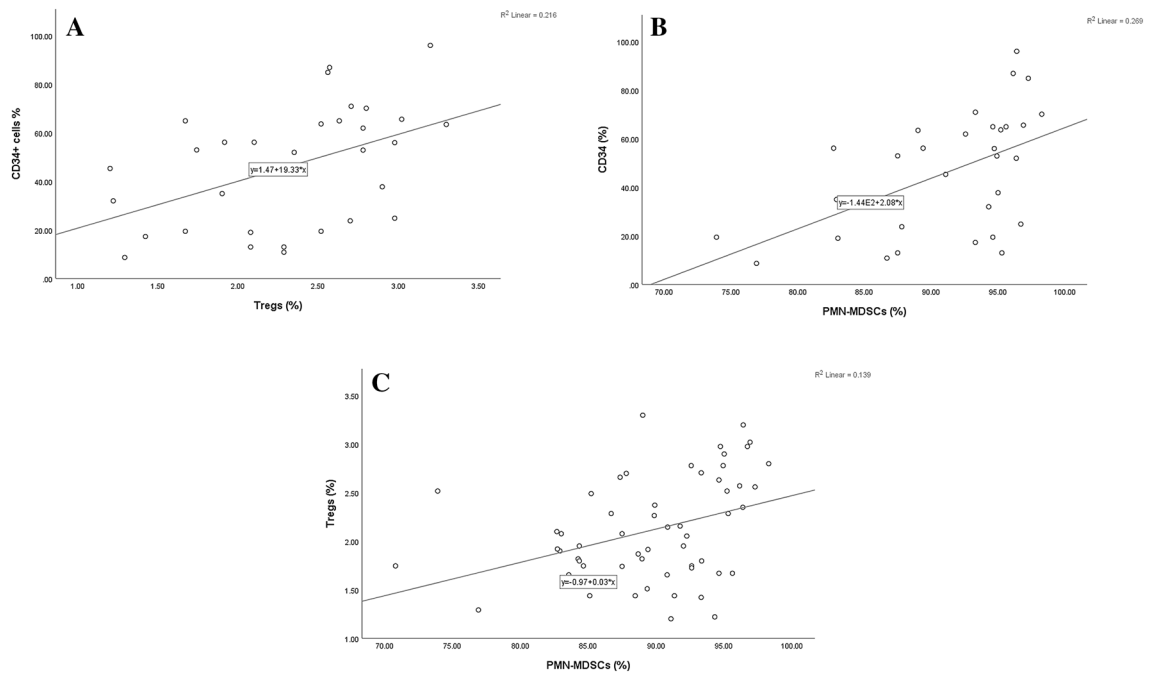 A
R2 Linear = 0.216
CD34+ cells %
100.00
80.00
60.00
40.00
20.00
.00
y=1.47+19.33*x
1.00 1.50 2.00 2.50 3.00 3.50
Tregs (%)
B
R2 Linear = 0.269
CD34 (%)
100.00
80.00
60.00
40.00
20.00
.00
y=-1.44E2+2.08*x
70.00 75.00 80.00 85.00 90.00 95.00 100.00
PMN-MDSCs (%)
C
R2 Linear = 0.139
Tregs (%)
3.50
3.00
2.50
2.00
1.50
1.00
y=-0.97+0.03*x
70.00 75.00 80.00 85.00 90.00 95.00 100.00
PMN-MDSCs (%)